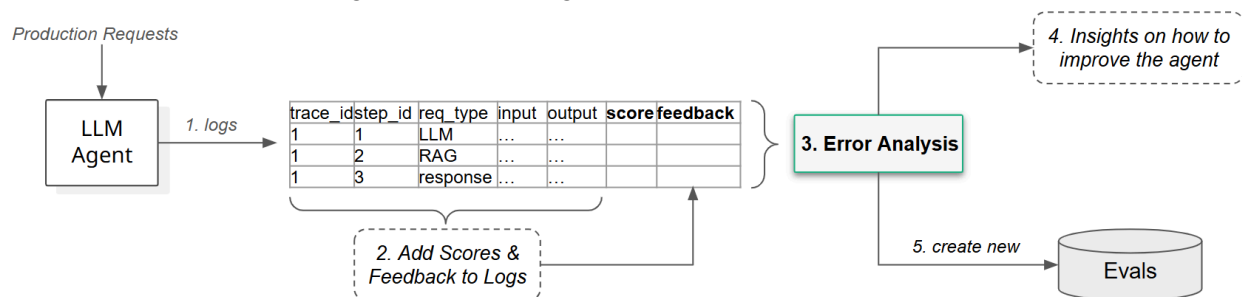 Production Requests
LLM
Agent
1. logs
trace_id step_id req_type input output score feedback
1 1 LLM ... ...
1 2 RAG ... ...
1 3 response ... ...
2. Add Scores &
Feedback to Logs
3. Error Analysis
4. Insights on how to
improve the agent
5. create new
Evals